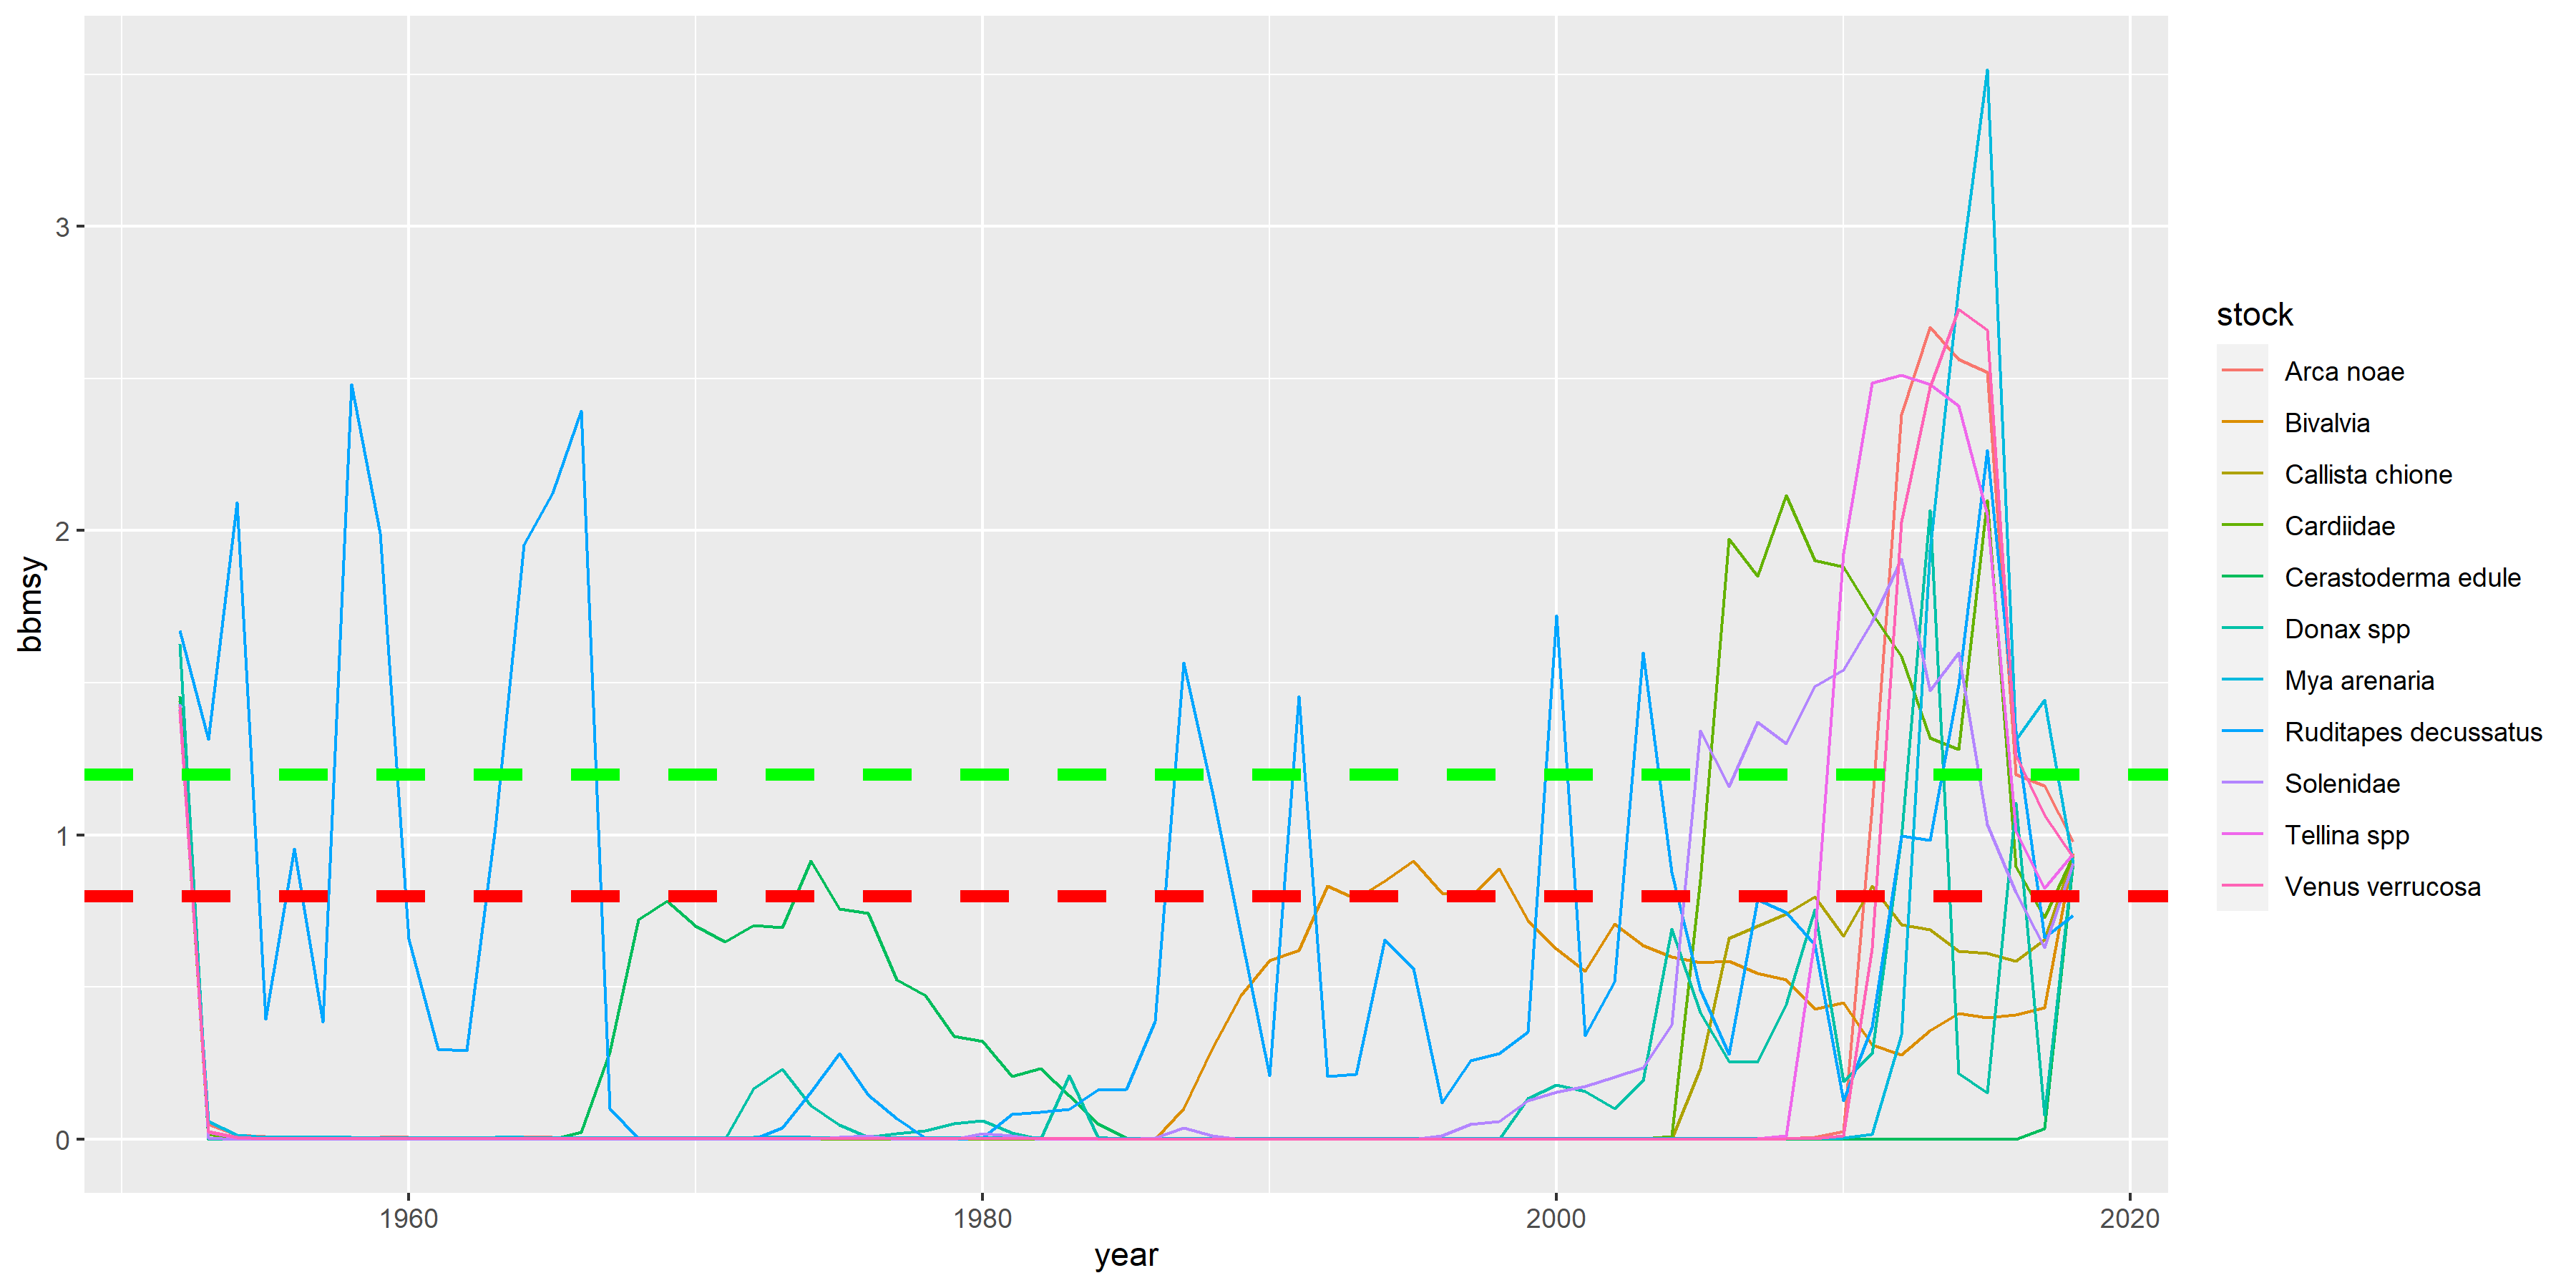 3
2
1
0
bbmsy
1960
1980
2000
2020
year
stock
Arca noae
Bivalvia
Callista chione
Cardiidae
Cerastoderma edule
Donax spp
Mya arenaria
Ruditapes decussatus
Solenidae
Tellina spp
Venus verrucosa